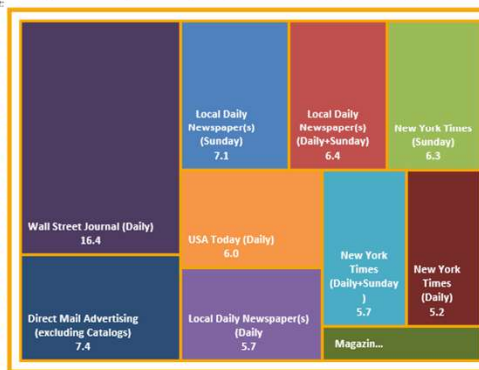 Wall Street Journal (Daily)
16.4
Direct Mail Advertising
(excluding Catalogs)
7.4
Local Daily
Newspaper(s)
(Sunday)
7.1
Local Daily
Newspaper(s)
(Daily+Sunday)
6.4
New York Times
(Sunday)
6.3
USA Today (Daily)
6.0
Local Daily Newspaper(s)
(Daily
5.7
New York
Times
(Daily+Sunday
)
5.7
New York
Times
(Daily)
5.2
Magazin...